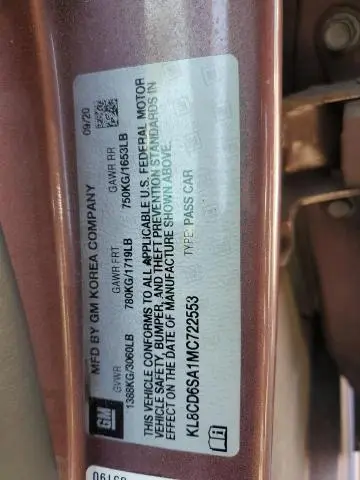 GM
MFD BY GM KOREA COMPANY
09/20
GVWR
GAWR FRT
GAWR RR
1388KG/3060LB
780KG/1719LB
750KG/1653LB
THIS VEHICLE CONFORMS TO ALL APPLICABLE U.S. FEDERAL MOTOR
VEHICLE SAFETY, BUMPER, AND THEFT PREVENTION STANDARDS IN
EFFECT ON THE DATE OF MANUFACTURE SHOWN ABOVE.
KL8CD6SA1MC722553
TYPE: PASS CAR